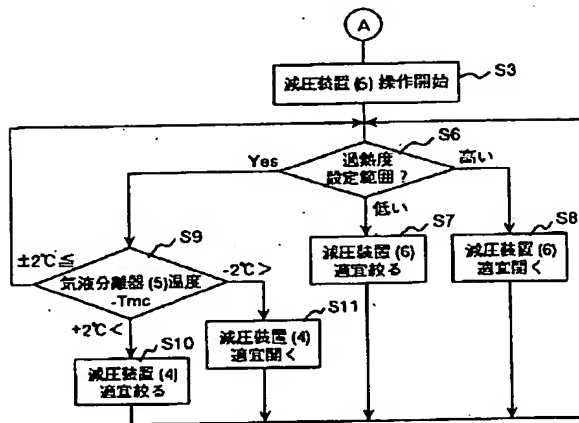 A
減圧装置(6)操作開始
S3
S6
過熱度
設定範囲?
Yes
高い
低い
S7
減圧装置(6)
適宜絞る
S8
減圧装置(6)
適宜開く
S9
±2℃≦
気液分離器(5)温度
-Tmc
-2℃>
+2℃<
S11
減圧装置(4)
適宜開く
S10
減圧装置(4)
適宜絞る